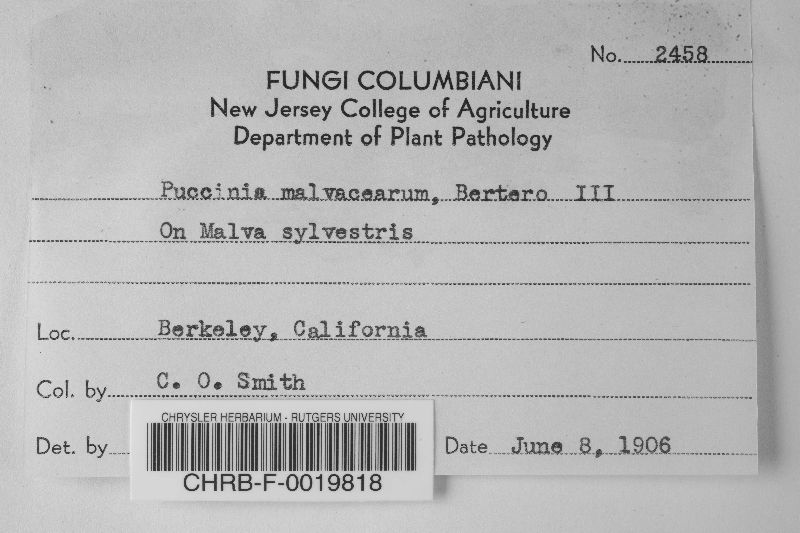 No. 2458
FUNGI COLUMBIANI
New Jersey College of Agriculture
Department of Plant Pathology
Puccinia malvacearum, Bertero III
On Malva sylvestris
Loc. Berkeley, California
Col. by C. O. Smith
Det. by Date June 8, 1906
CHRYSLER HERBARIUM - RUTGERS UNIVERSITY
CHRB-F-0019818